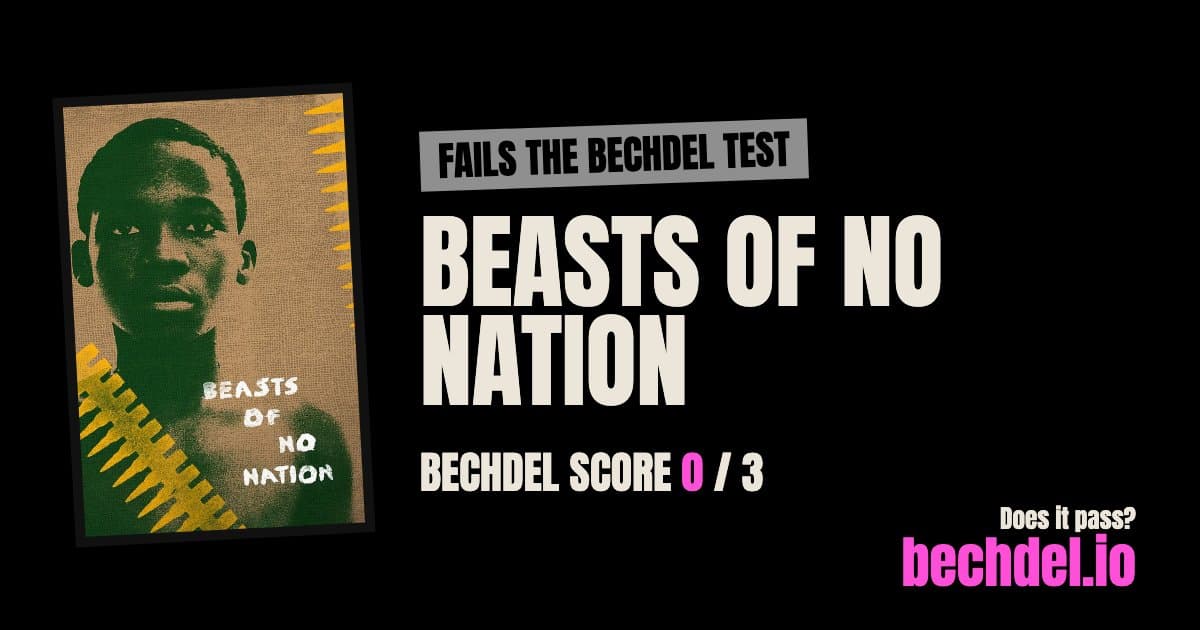 BEASTS
OF
NO
NATION
FAILS THE BECHDEL TEST
BEASTS OF NO
NATION
BECHDEL SCORE 0 / 3
Does it pass?
bechdel.io